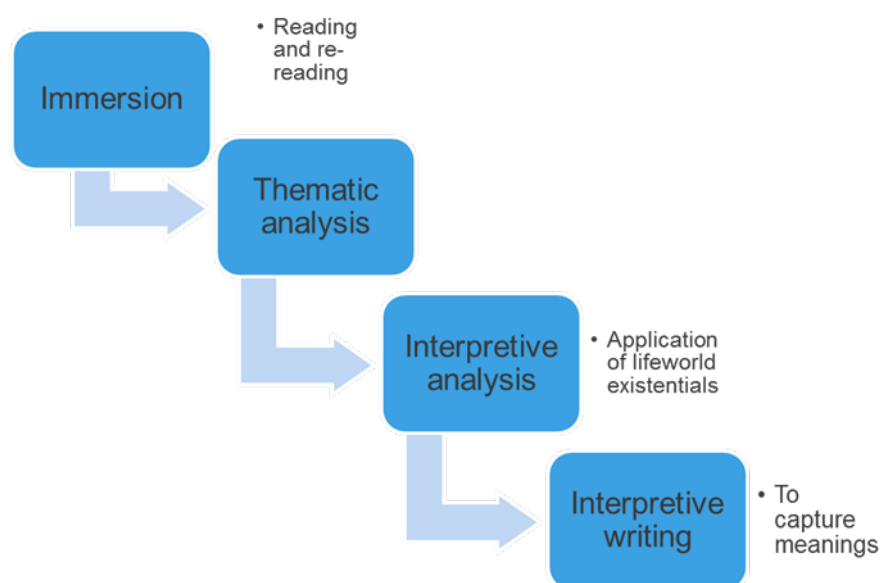 Immersion
• Reading
and re-
reading
Thematic
analysis
Interpretive
analysis
• Application
of lifeworld
existentials
Interpretive
writing
• To
capture
meanings